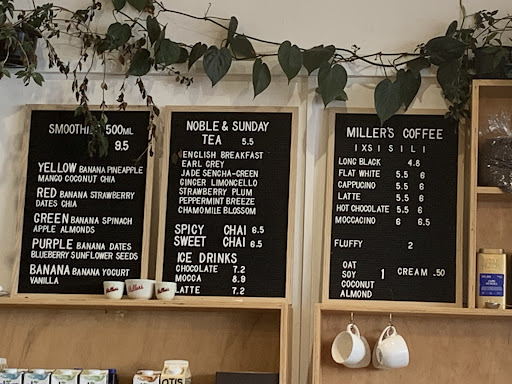 SMOOTHIES 500ML
9.5
YELLOW BANANA PINEAPPLE
MANGO COCONUT CHIA
RED BANANA STRAWBERRY
DATES CHIA
GREEN BANANA SPINACH
APPLE ALMONDS
PURPLE BANANA DATES
BLUEBERRY SUNFLOWER SEEDS
BANANA BANANA YOGURT
VANILLA
NOBLE & SUNDAY
TEA 5.5
ENGLISH BREAKFAST
EARL GREY
JADE SENCHA-GREEN
GINGER LIMONCELLO
STRAWBERRY PLUM
PEPPERMINT BREEZE
CHAMOMILE BLOSSOM
SPICY CHAI 6.5
SWEET CHAI 6.5
ICE DRINKS
CHOCOLATE 7.2
MOCCA 8.9
LATTE 7.2
MILLER'S COFFEE
IXSISILI
LONG BLACK 4.8
FLAT WHITE 5.5 6
CAPPUCINO 5.5 6
LATTE 5.5 6
HOT CHOCOLATE 5.5 6
MOCCACINO 6 6.5
FLUFFY 2
OAT
SOY 1 CREAM .50
COCONUT
ALMOND
Millers
OTIS